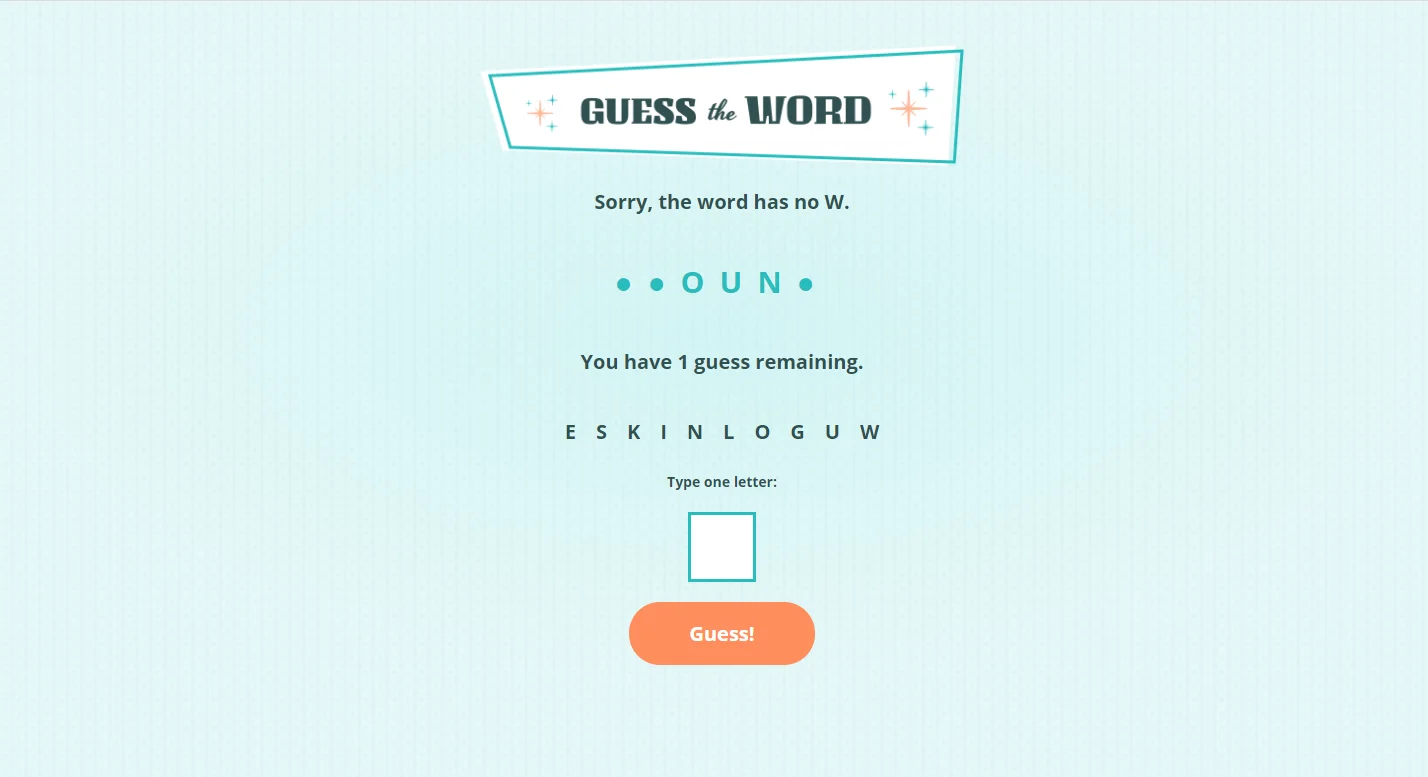 GUESS the WORD
Sorry, the word has no W.
● ● O U N ●
You have 1 guess remaining.
E S K I N L O G U W
Type one letter:
Guess!